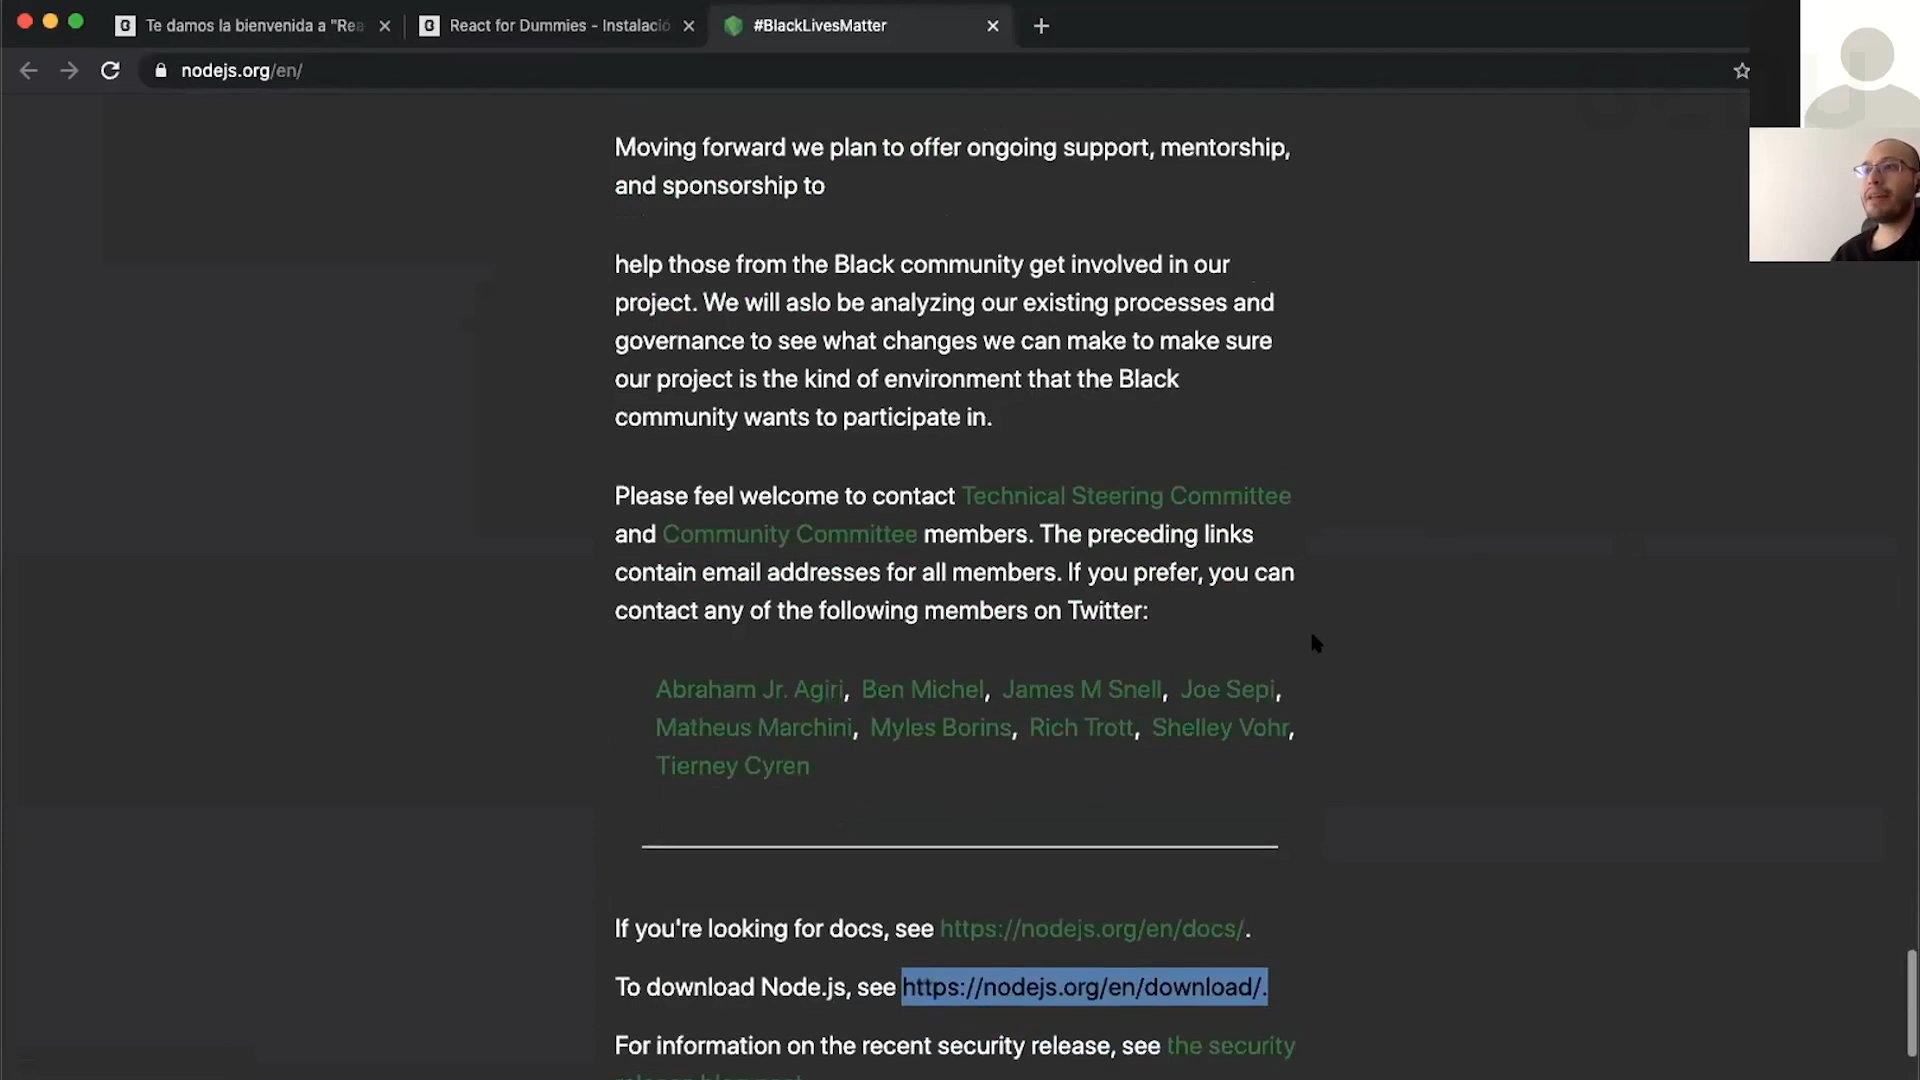 Te damos la bienvenida a "Rea
React for Dummies - Instalació
#BlackLivesMatter
nodejs.org/en/
Moving forward we plan to offer ongoing support, mentorship,
and sponsorship to
help those from the Black community get involved in our
project. We will aslo be analyzing our existing processes and
governance to see what changes we can make to make sure
our project is the kind of environment that the Black
community wants to participate in.
Please feel welcome to contact Technical Steering Committee
and Community Committee members. The preceding links
contain email addresses for all members. If you prefer, you can
contact any of the following members on Twitter:
Abraham Jr. Agiri, Ben Michel, James M Snell, Joe Sepi,
Matheus Marchini, Myles Borins, Rich Trott, Shelley Vohr,
Tierney Cyren
If you're looking for docs, see https://nodejs.org/en/docs/.
To download Node.js, see https://nodejs.org/en/download/.
For information on the recent security release, see the security